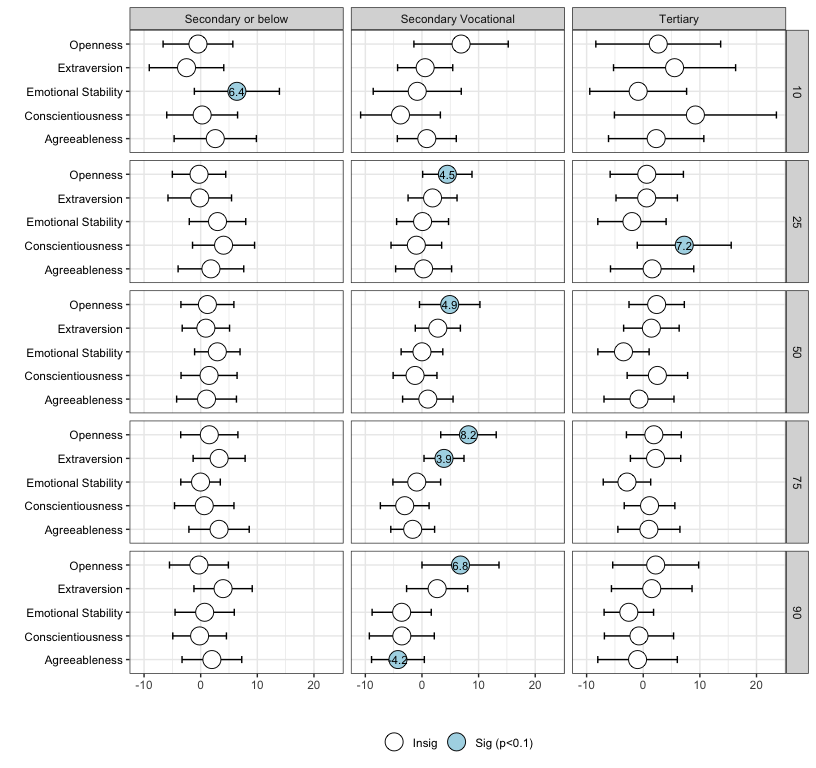 Secondary or below Secondary Vocational Tertiary
Openness
Extraversion
Emotional Stability 6.4
Conscientiousness
Agreeableness
10
Openness 4.5
Extraversion
Emotional Stability
Conscientiousness 7.2
Agreeableness
25
Openness 4.9
Extraversion
Emotional Stability
Conscientiousness
Agreeableness
50
Openness 8.2
Extraversion 3.9
Emotional Stability
Conscientiousness
Agreeableness
75
Openness 6.8
Extraversion
Emotional Stability
Conscientiousness
Agreeableness -4.2
90
-10 0 10 20 -10 0 10 20 -10 0 10 20
Insig Sig (p<0.1)